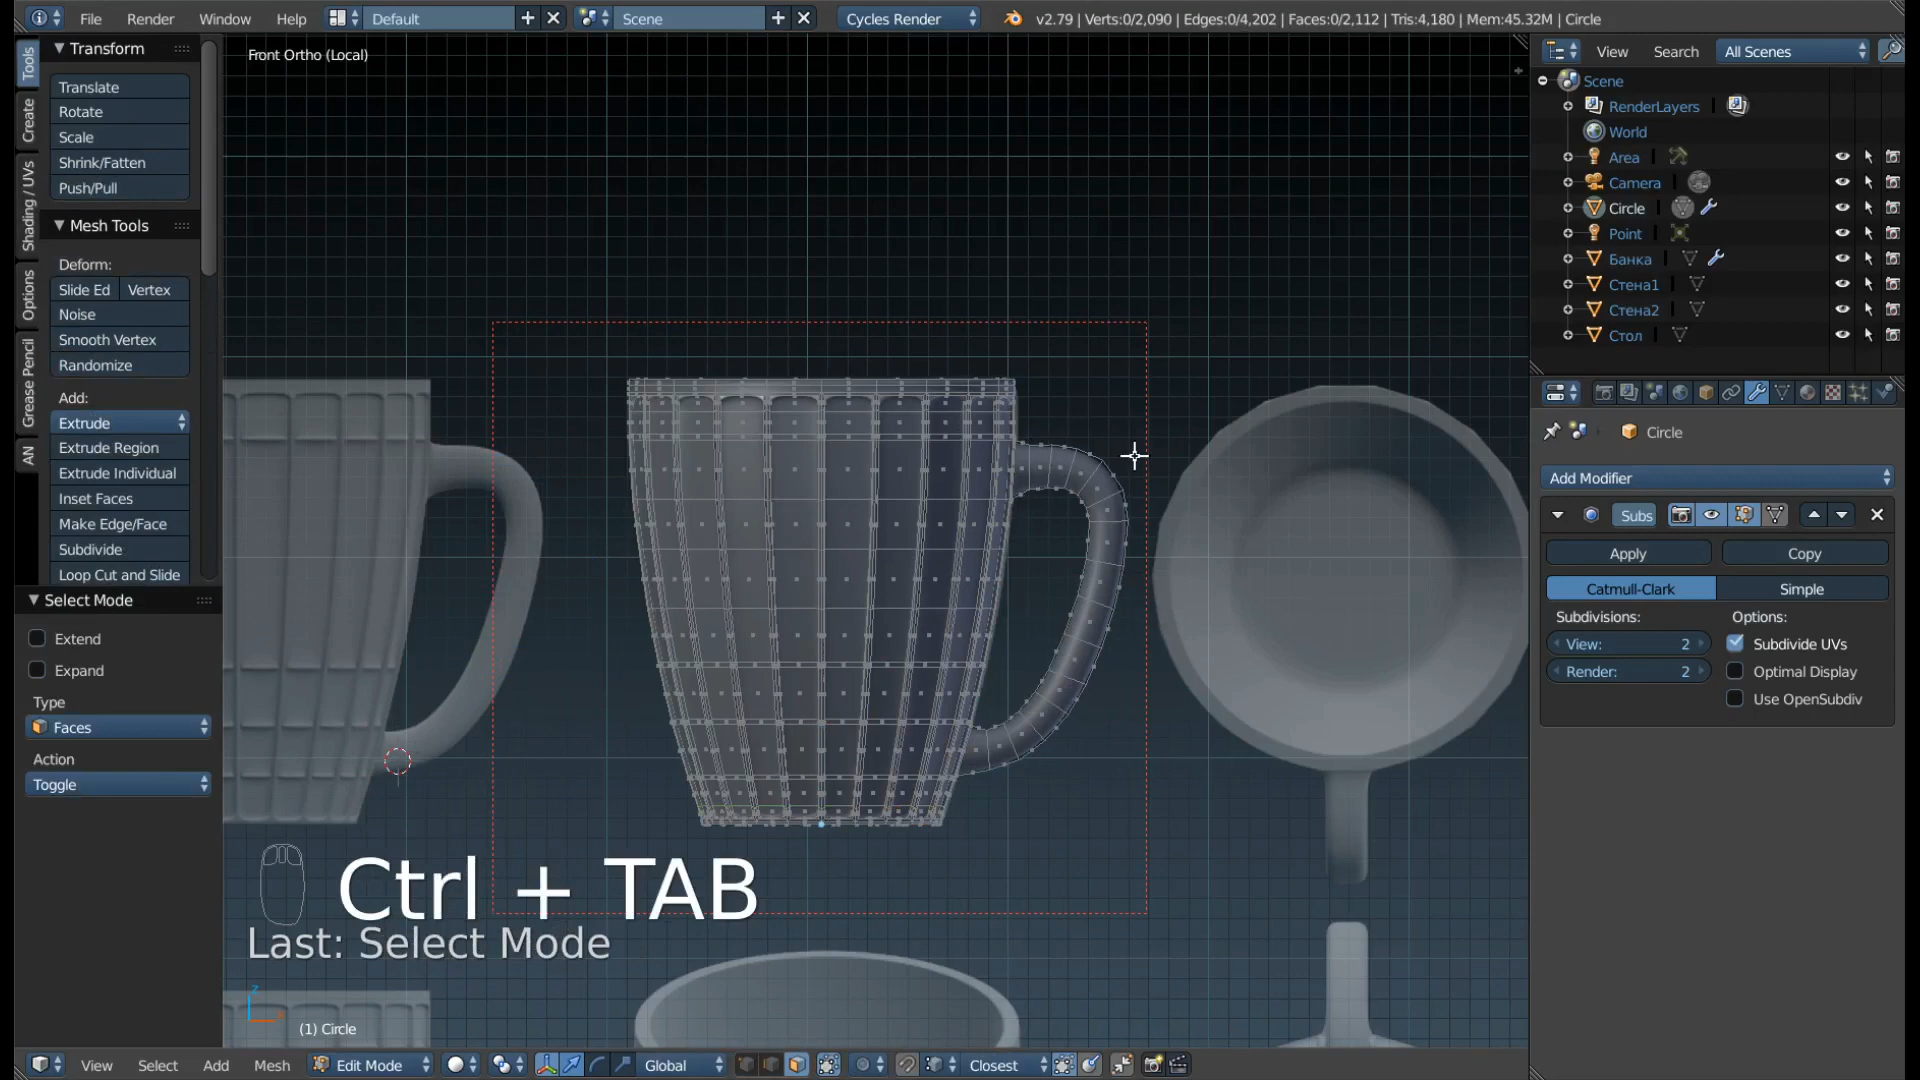 File Render Window Help Default Scene Cycles Render v2.79 | Verts:0/2,090 | Edges:0/4,202 | Faces:0/2,112 | Tris:4,180 | Mem:45.32M | Circle
Tools
Create
Shading / UVs
Options
Grease Pencil
AN
Transform
Translate
Rotate
Scale
Shrink/Fatten
Push/Pull
Mesh Tools
Deform:
Slide Ed Vertex
Noise
Smooth Vertex
Randomize
Add:
Extrude
Extrude Region
Extrude Individual
Inset Faces
Make Edge/Face
Subdivide
Loop Cut and Slide
Select Mode
Extend
Expand
Type
Faces
Action
Toggle
Front Ortho (Local)
Ctrl + TAB
Last: Select Mode
z
x
(1) Circle
View Select Add Mesh Edit Mode Global Closest
View Search All Scenes
Scene
RenderLayers
World
Area
Camera
Circle
Point
Банка
Стена1
Стена2
Стол
Circle
Add Modifier
Subs
Apply Copy
Catmull-Clark Simple
Subdivisions: Options:
View: 2 Subdivide UVs
Render: 2 Optimal Display
Use OpenSubdiv